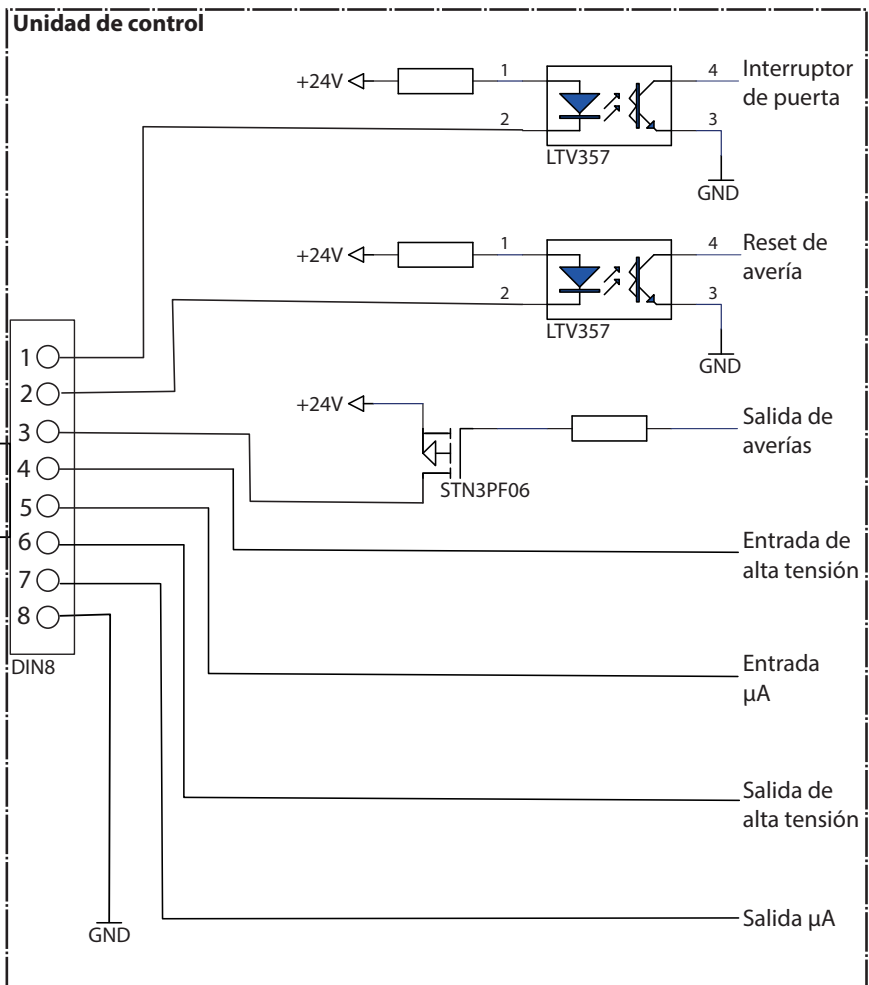 Unidad de control
+24V
1
2
LTV357
4
3
GND
Interruptor
de puerta
+24V
1
2
LTV357
4
3
GND
Reset de
avería
+24V
STN3PF06
Salida de
averías
1
2
3
4
5
6
7
8
DIN8
GND
Entrada de
alta tensión
Entrada
µA
Salida de
alta tensión
Salida µA